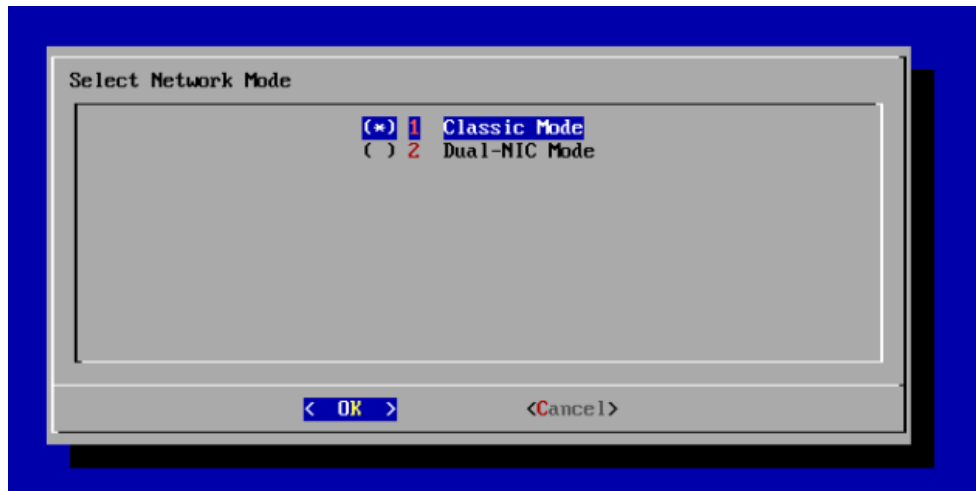 Select Network Mode
(*) 1 Classic Mode
( ) 2 Dual-NIC Mode
< OK > <Cancel>